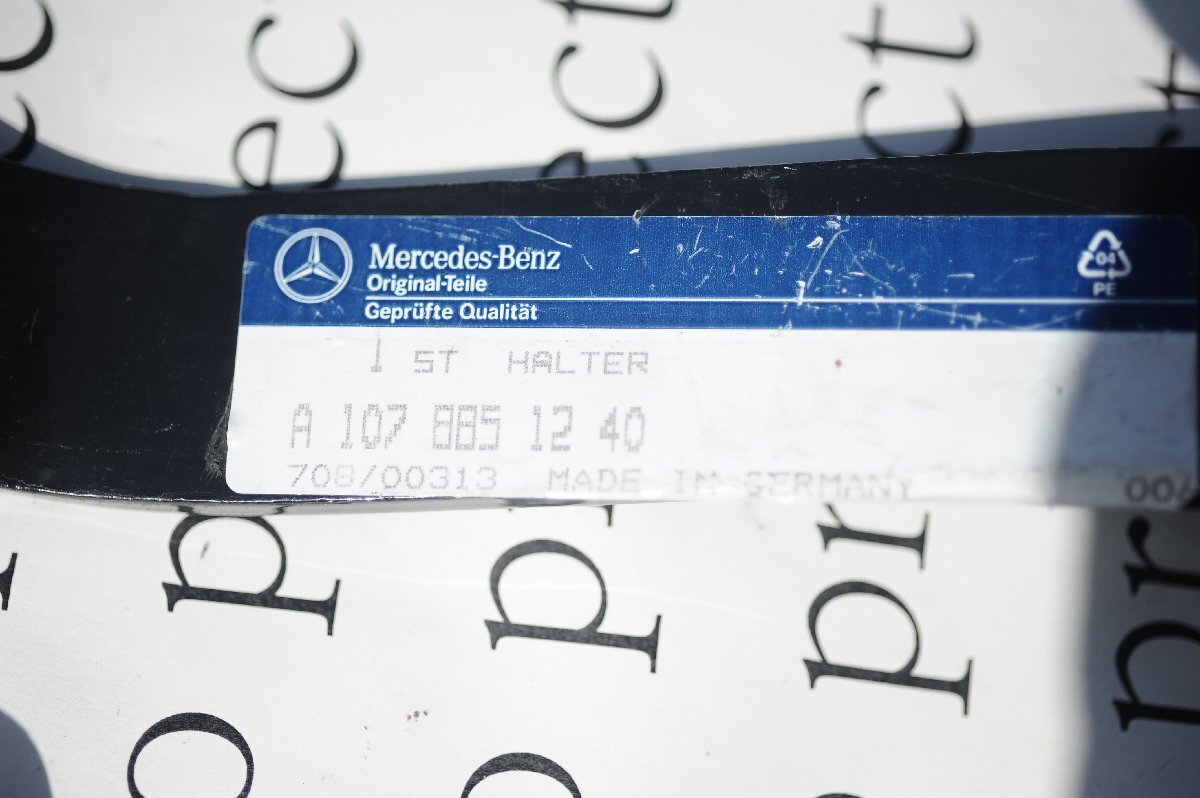 Mercedes-Benz
Original-Teile
Geprüfte Qualität
04
PE
1 ST HALTER
A 107 885 12 40
708/00313 MADE IN GERMANY